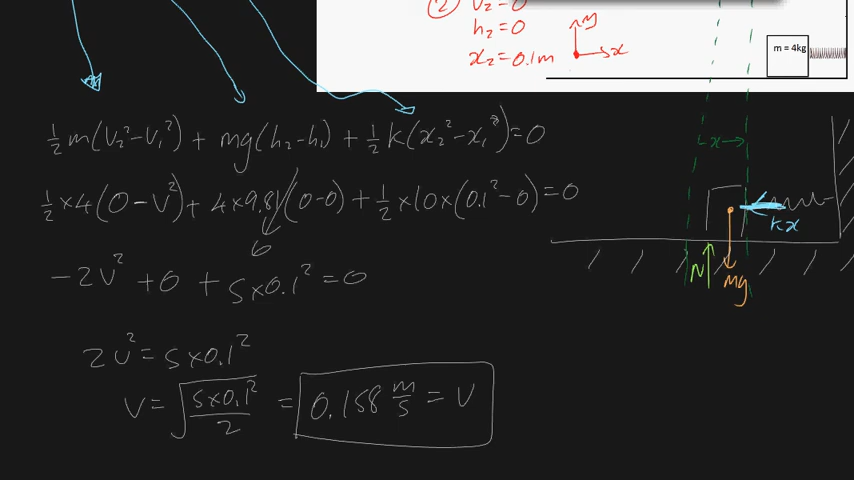 ② v₂=0
h₂=0
x₂=0.1m
y
x
m = 4kg
½m(v₂²-v₁²) + mg(h₂-h₁) + ½k(x₂²-x₁²)=0
½×4(0-v²)+4×9.81(0-0)+½×10×(0.1²-0)=0
0
-2v²+0+5×0.1²=0
2v²=5×0.1²
v=√(5×0.1²/2) = 0.158 m/s = v
x
kx
N
mg